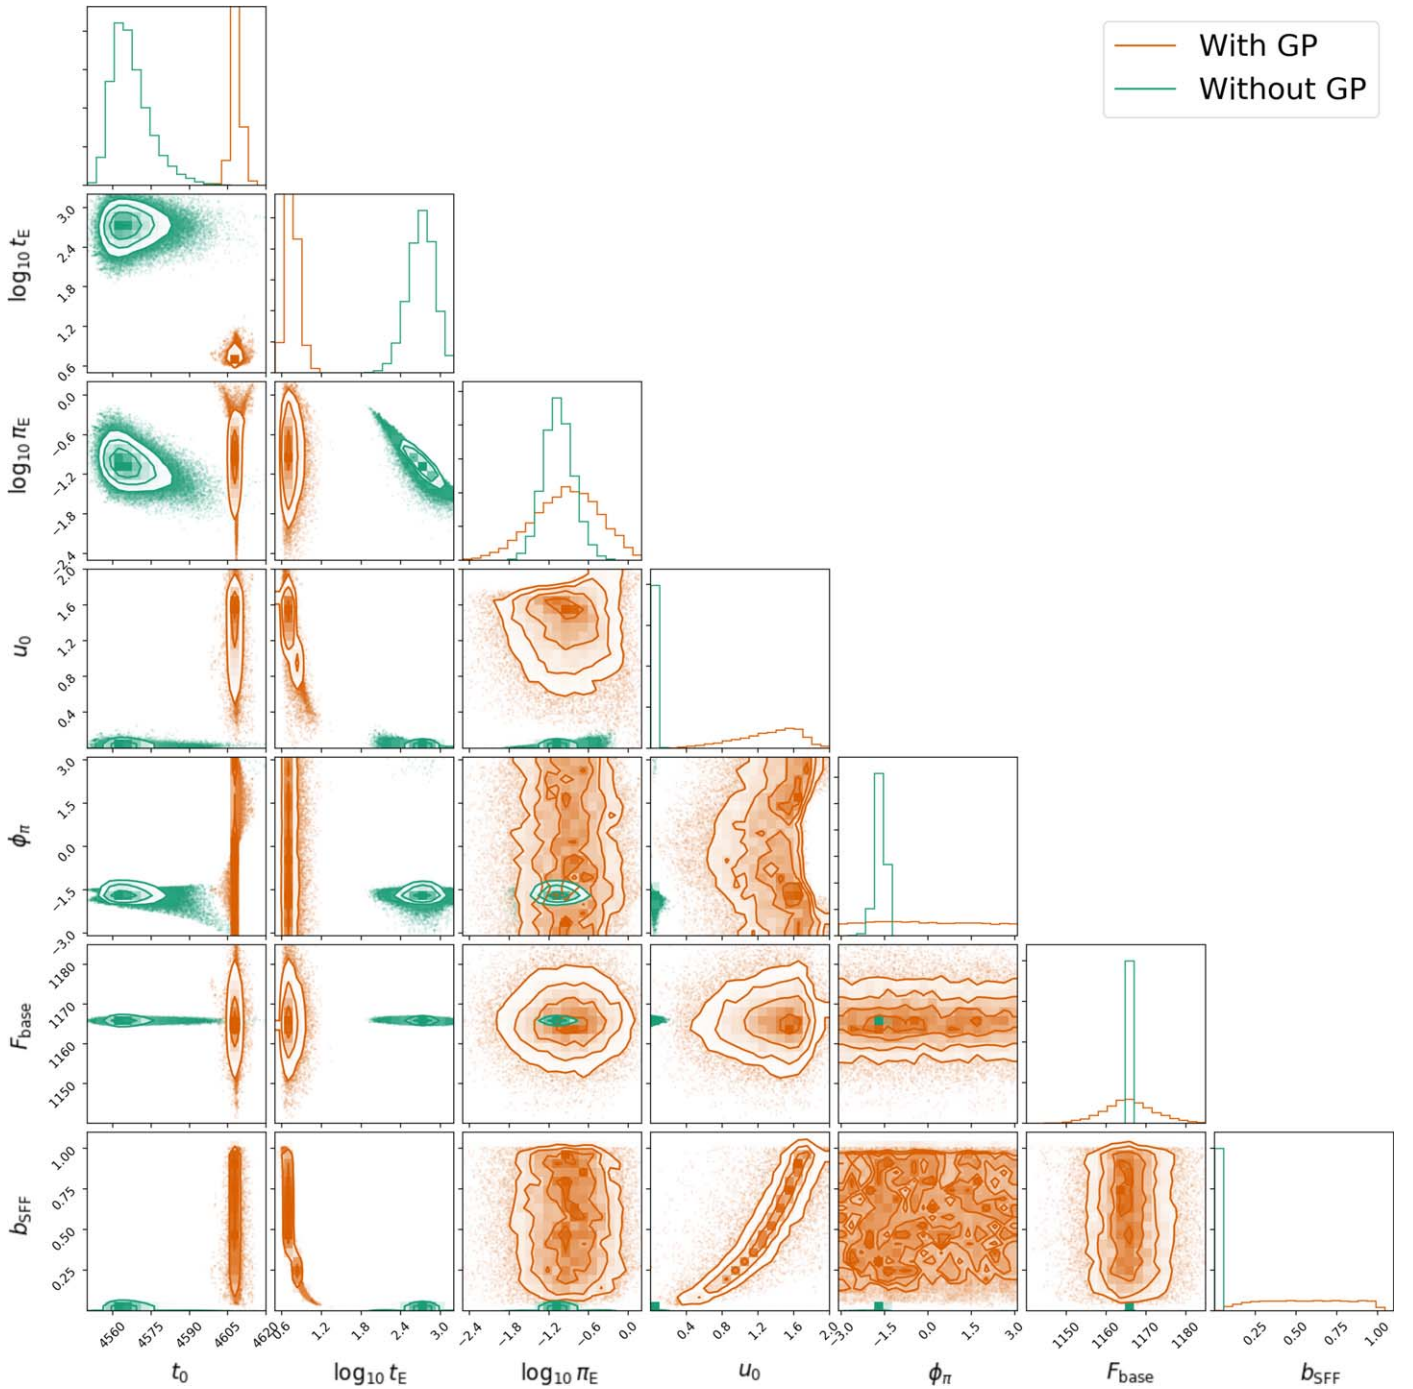 With GP
Without GP
log₁₀ t_E
3.0
2.4
1.8
1.2
0.6
log₁₀ π_E
0.0
−0.6
−1.2
−1.8
−2.4
u₀
2.0
1.6
1.2
0.8
0.4
ϕ_π
3.0
1.5
0.0
−1.5
−3.0
F_base
1180
1170
1160
1150
b_SFF
1.00
0.75
0.50
0.25
4560 4575 4590 4605 4620 0.6 1.2 1.8 2.4 3.0 −2.4 −1.8 −1.2 −0.6 0.0 0.4 0.8 1.2 1.6 2.0 −3.0 −1.5 0.0 1.5 3.0 1150 1160 1170 1180 0.25 0.50 0.75 1.00
t₀ log₁₀ t_E log₁₀ π_E u₀ ϕ_π F_base b_SFF